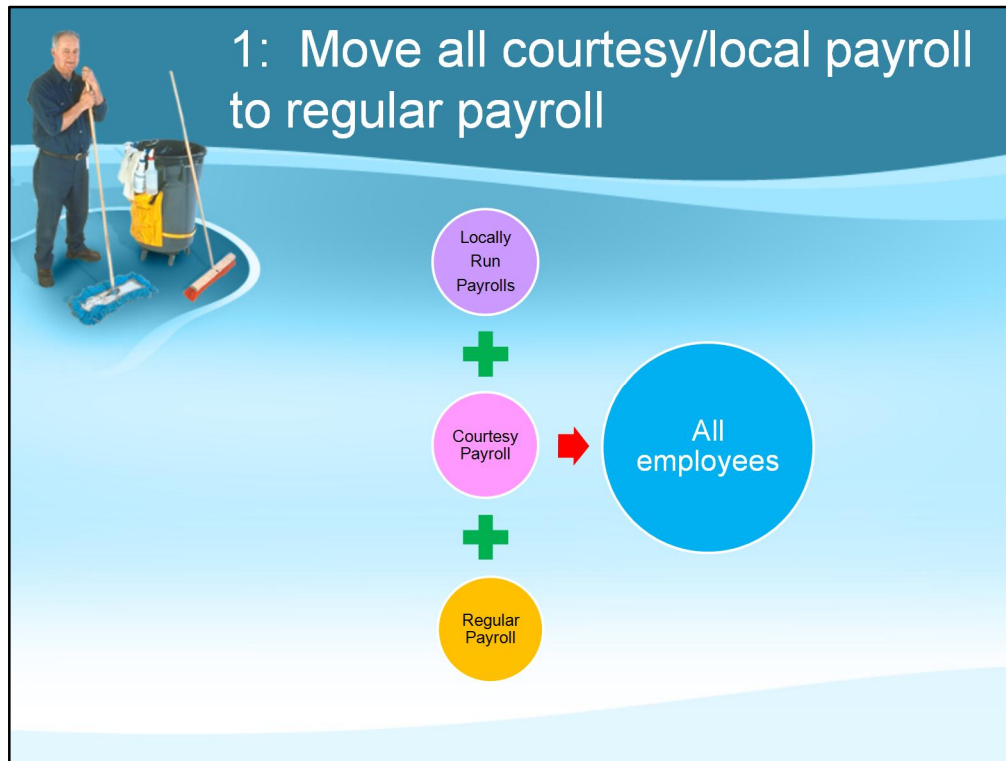 1:  Move all courtesy/local payroll
to regular payroll
Locally
Run
Payrolls
Courtesy
Payroll
All
employees
Regular
Payroll